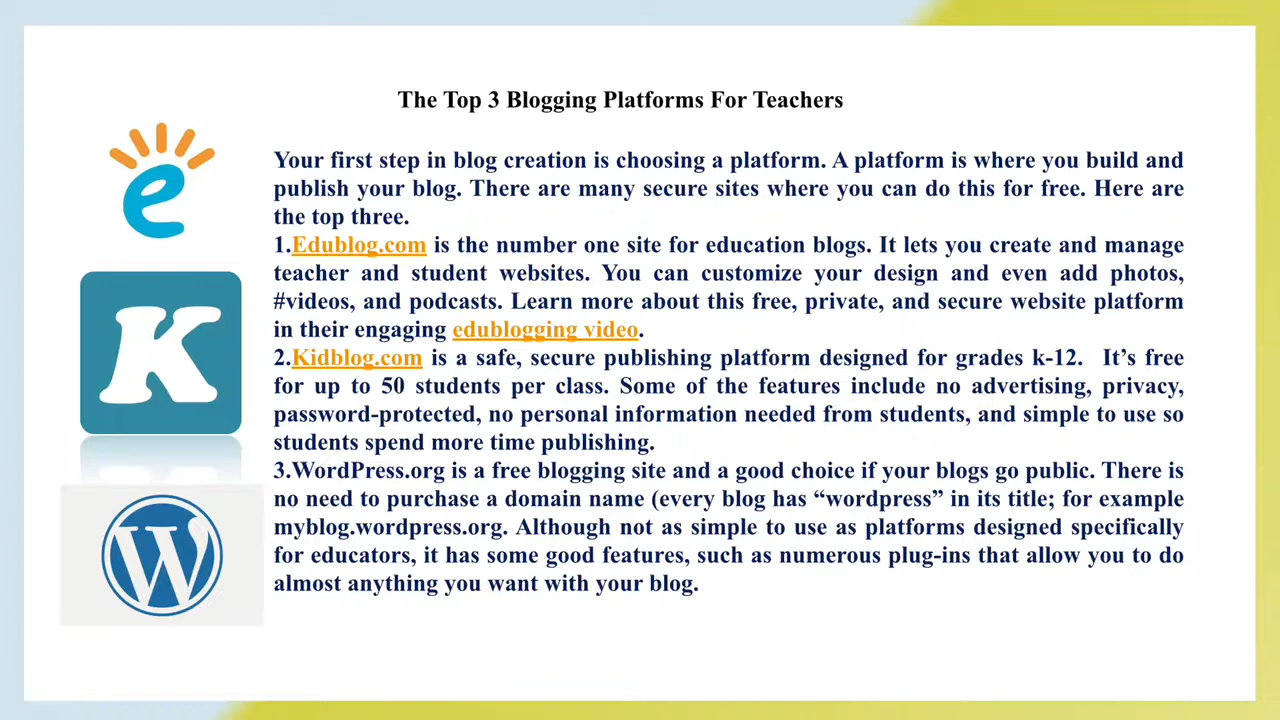 The Top 3 Blogging Platforms For Teachers
Your first step in blog creation is choosing a platform. A platform is where you build and
publish your blog. There are many secure sites where you can do this for free. Here are
the top three.
1.Edublog.com is the number one site for education blogs. It lets you create and manage
teacher and student websites. You can customize your design and even add photos,
#videos, and podcasts. Learn more about this free, private, and secure website platform
in their engaging edublogging video.
2.Kidblog.com is a safe, secure publishing platform designed for grades k-12.  It’s free
for up to 50 students per class. Some of the features include no advertising, privacy,
password-protected, no personal information needed from students, and simple to use so
students spend more time publishing.
3.WordPress.org is a free blogging site and a good choice if your blogs go public. There is
no need to purchase a domain name (every blog has “wordpress” in its title; for example
myblog.wordpress.org. Although not as simple to use as platforms designed specifically
for educators, it has some good features, such as numerous plug-ins that allow you to do
almost anything you want with your blog.
e
K
W